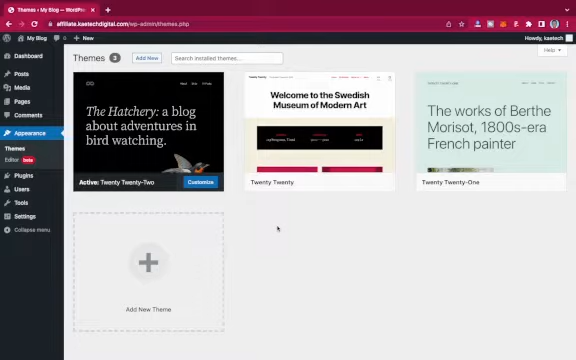 Themes ‹ My Blog — WordPr
affiliate.kaetechdigital.com/wp-admin/themes.php
My Blog
0
New
Howdy, kaetech
Dashboard
Posts
Media
Pages
Comments
Appearance
Themes
Editor beta
Plugins
Users
Tools
Settings
Collapse menu
Themes 3
Add New
Search installed themes...
Help
The Hatchery: a blog
about adventures in
bird watching.
Active: Twenty Twenty-Two
Customize
Welcome to the Swedish
Museum of Modern Art
Twenty Twenty
The works of Berthe
Morisot, 1800s-era
French painter
Twenty Twenty-One
Add New Theme